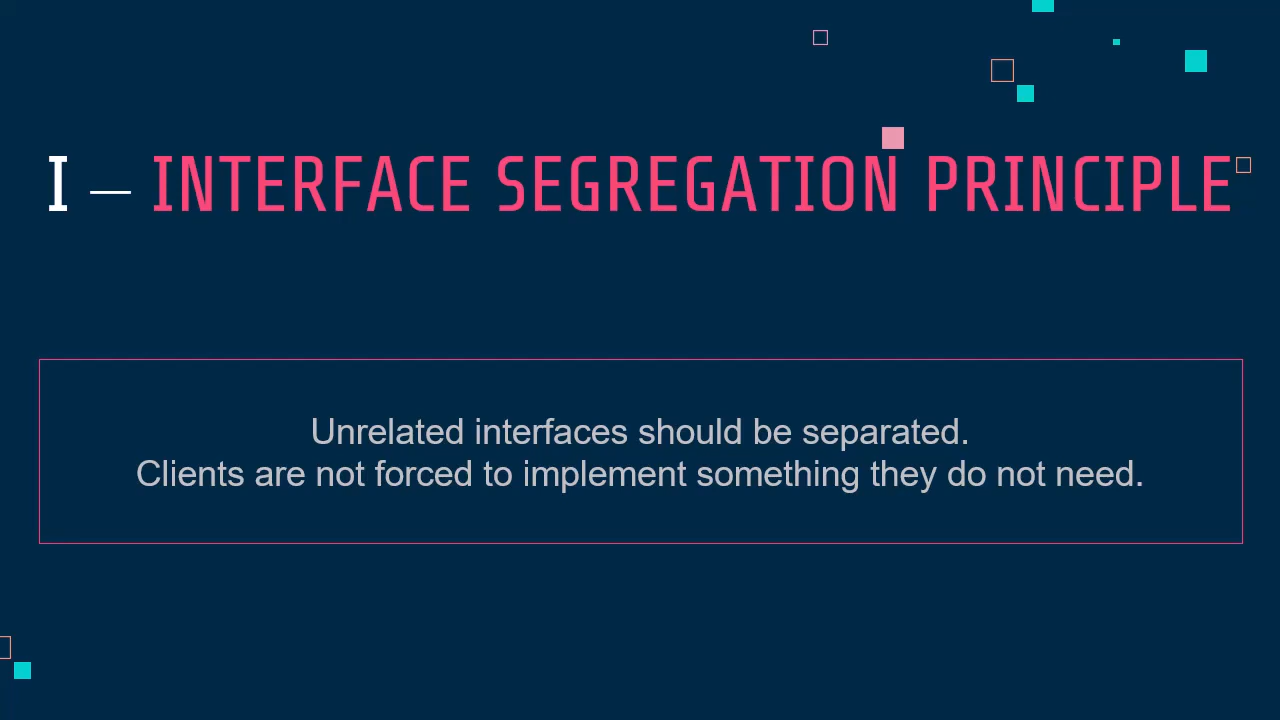 I – INTERFACE SEGREGATION PRINCIPLE
Unrelated interfaces should be separated.
Clients are not forced to implement something they do not need.